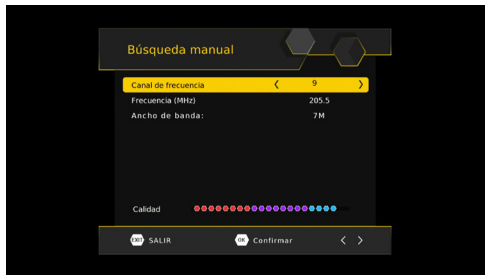 Búsqueda manual
Canal de frecuencia < 9 >
Frecuencia (MHz) 205.5
Ancho de banda: 7M
Calidad
EXIT SALIR OK Confirmar < >